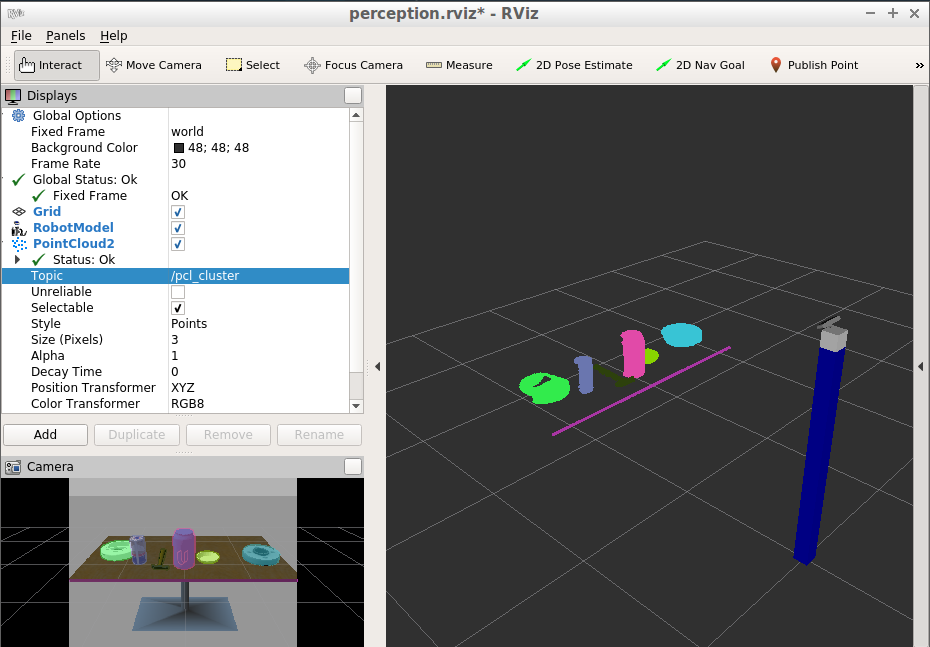 RViz
perception.rviz* - RViz
File Panels Help
Interact Move Camera Select Focus Camera Measure 2D Pose Estimate 2D Nav Goal Publish Point »
Displays
Global Options
Fixed Frame world
Background Color 48; 48; 48
Frame Rate 30
Global Status: Ok
Fixed Frame OK
Grid
RobotModel
PointCloud2
Status: Ok
Topic /pcl_cluster
Unreliable
Selectable
Style Points
Size (Pixels) 3
Alpha 1
Decay Time 0
Position Transformer XYZ
Color Transformer RGB8
Add Duplicate Remove Rename
Camera